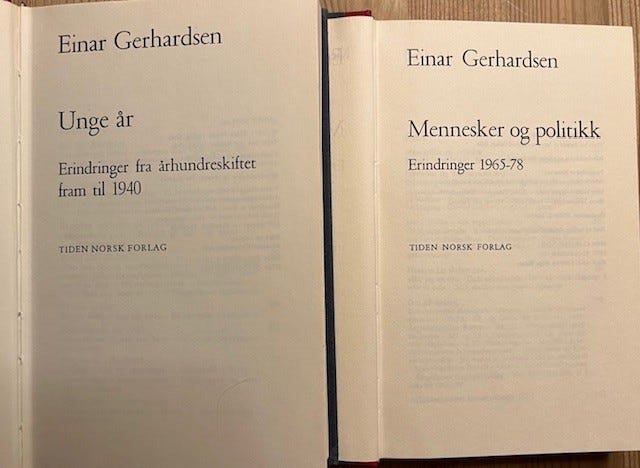 Einar Gerhardsen
Unge år
Erindringer fra århundreskiftet
fram til 1940
TIDEN NORSK FORLAG
Einar Gerhardsen
Mennesker og politikk
Erindringer 1965-78
TIDEN NORSK FORLAG